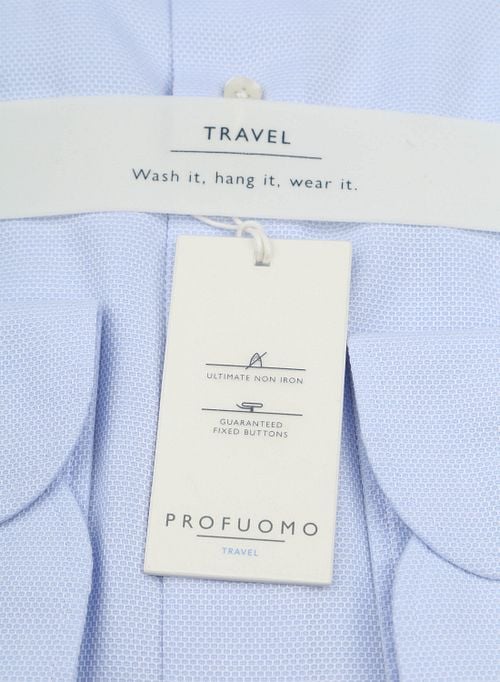 TRAVEL
Wash it, hang it, wear it.
ULTIMATE NON IRON
GUARANTEED
FIXED BUTTONS
PROFUOMO
TRAVEL